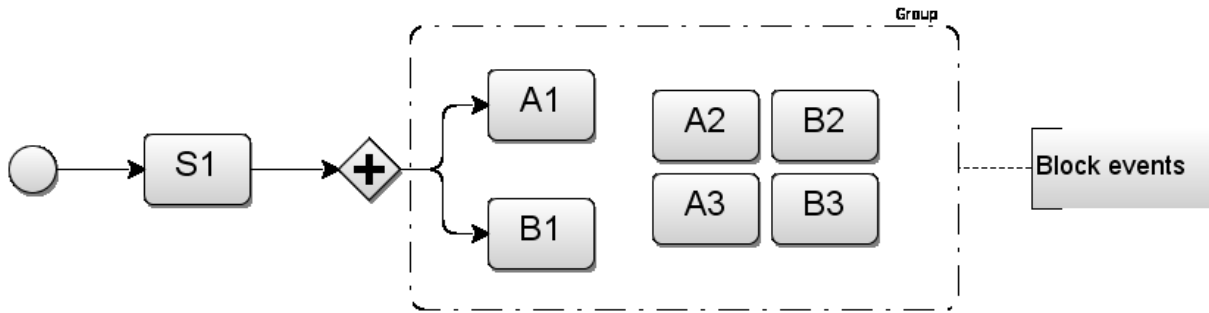 Group
A1
S1
A2
B2
Block events
A3
B3
B1